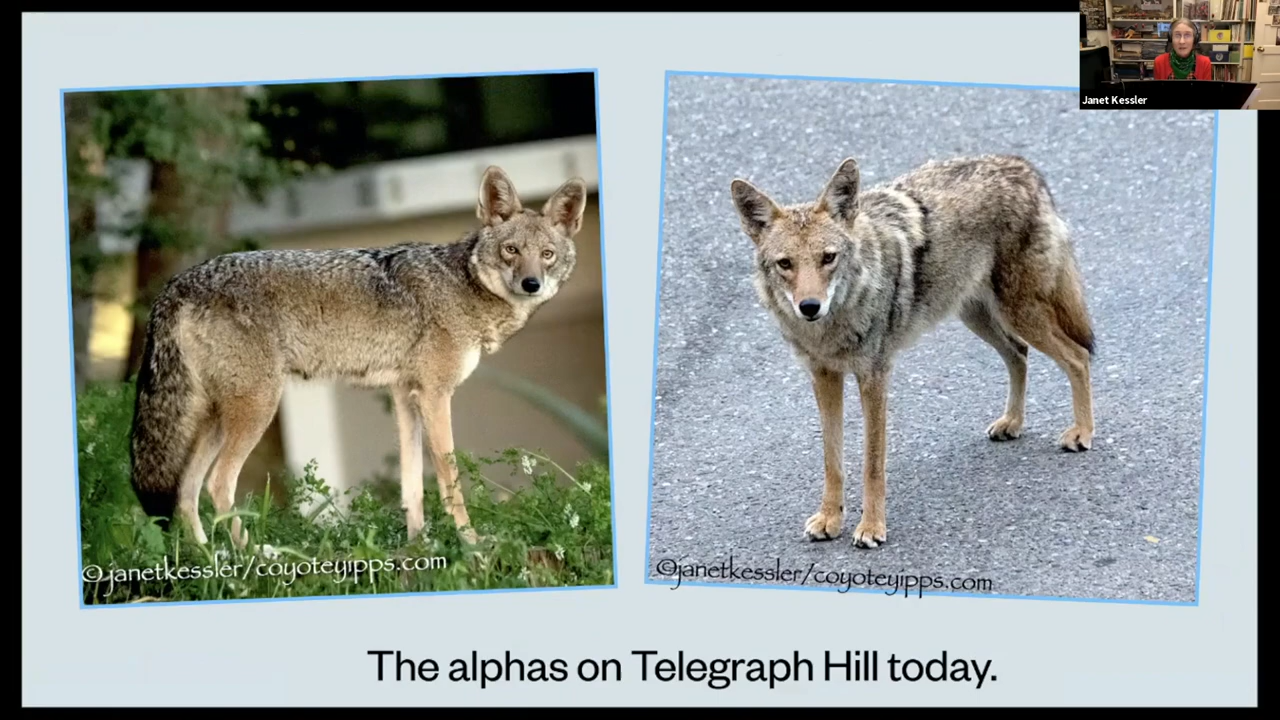 Janet Kessler
©janetkessler/coyoteyipps.com
©janetkessler/coyoteyipps.com
The alphas on Telegraph Hill today.